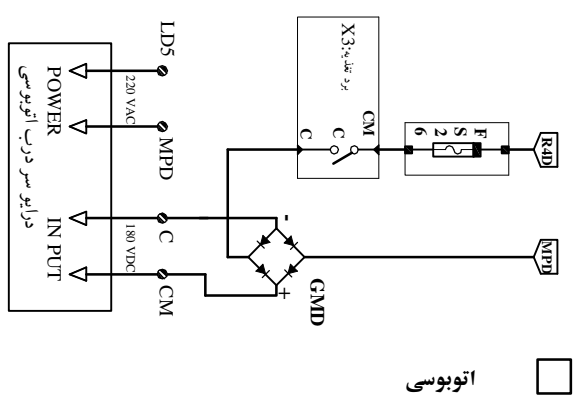 R4D
MPD
F
S
2
6
X3:برد تغذیه
CM
C
C
-
+
GMD
LD5
MPD
C
CM
220 VAC
180 VDC
POWER
IN PUT
درایو سر درب اتوبوسی
اتوبوسی